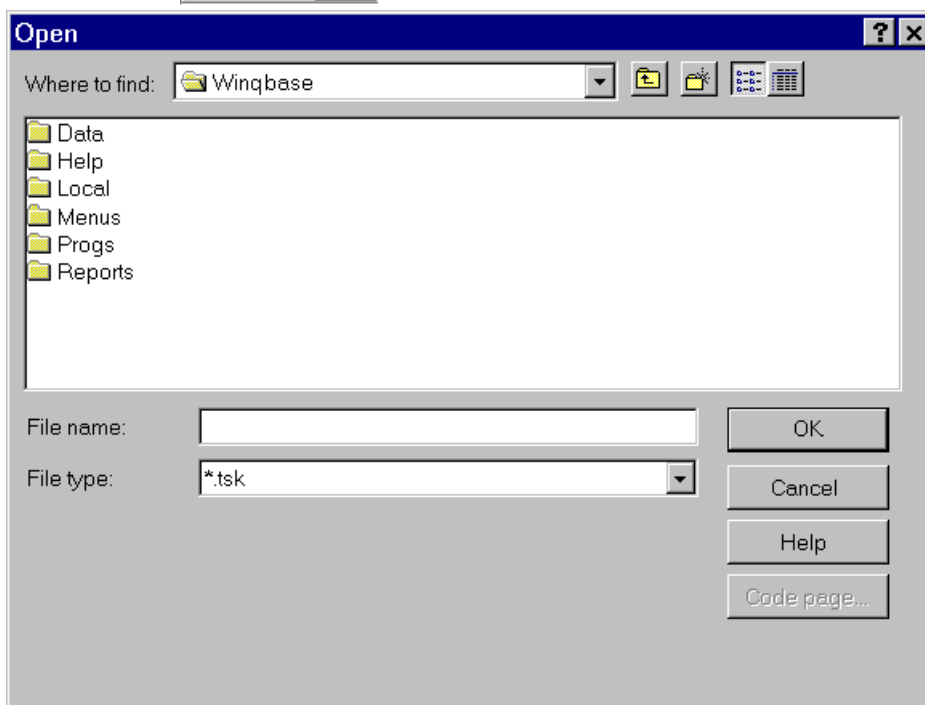 Open
Where to find: Winqbase
Data
Help
Local
Menus
Progs
Reports
File name: OK
File type: *.tsk
Cancel
Help
Code page...